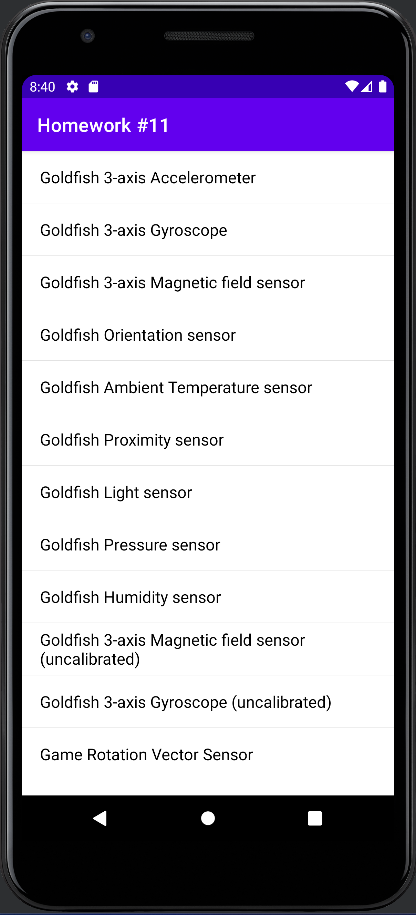 8:40
Homework #11
Goldfish 3-axis Accelerometer
Goldfish 3-axis Gyroscope
Goldfish 3-axis Magnetic field sensor
Goldfish Orientation sensor
Goldfish Ambient Temperature sensor
Goldfish Proximity sensor
Goldfish Light sensor
Goldfish Pressure sensor
Goldfish Humidity sensor
Goldfish 3-axis Magnetic field sensor
(uncalibrated)
Goldfish 3-axis Gyroscope (uncalibrated)
Game Rotation Vector Sensor